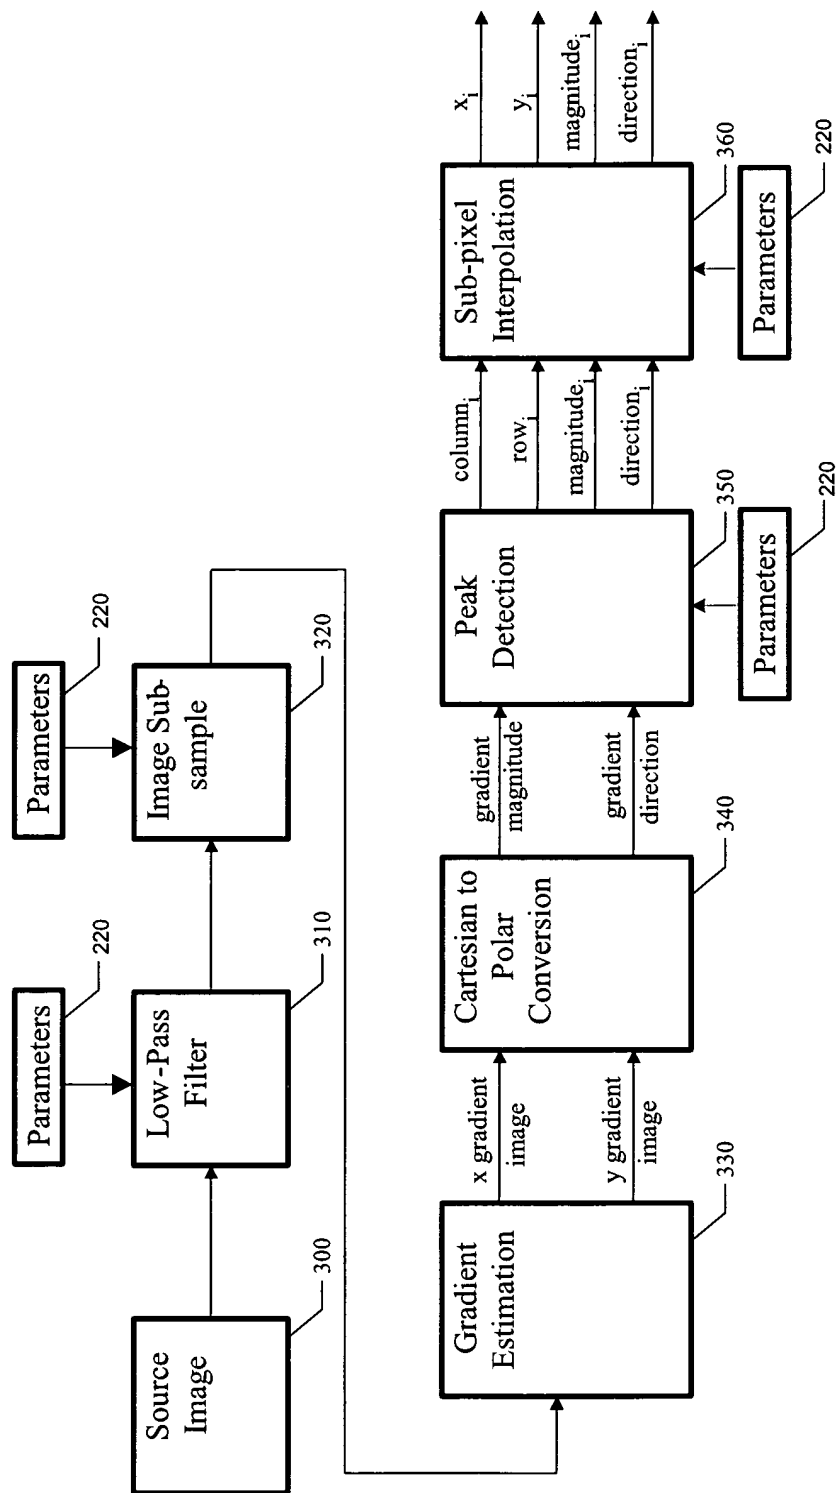 Source
Image
300
Low-Pass
Filter
310
Parameters
220
Image Sub-
sample
320
Parameters
220
Gradient
Estimation
330
x gradient
image
y gradient
image
Cartesian to
Polar
Conversion
340
gradient
magnitude
gradient
direction
Peak
Detection
350
Parameters
220
column_i
row_i
magnitude_i
direction_i
Sub-pixel
Interpolation
360
Parameters
220
x_i
y_i
magnitude_i
direction_i